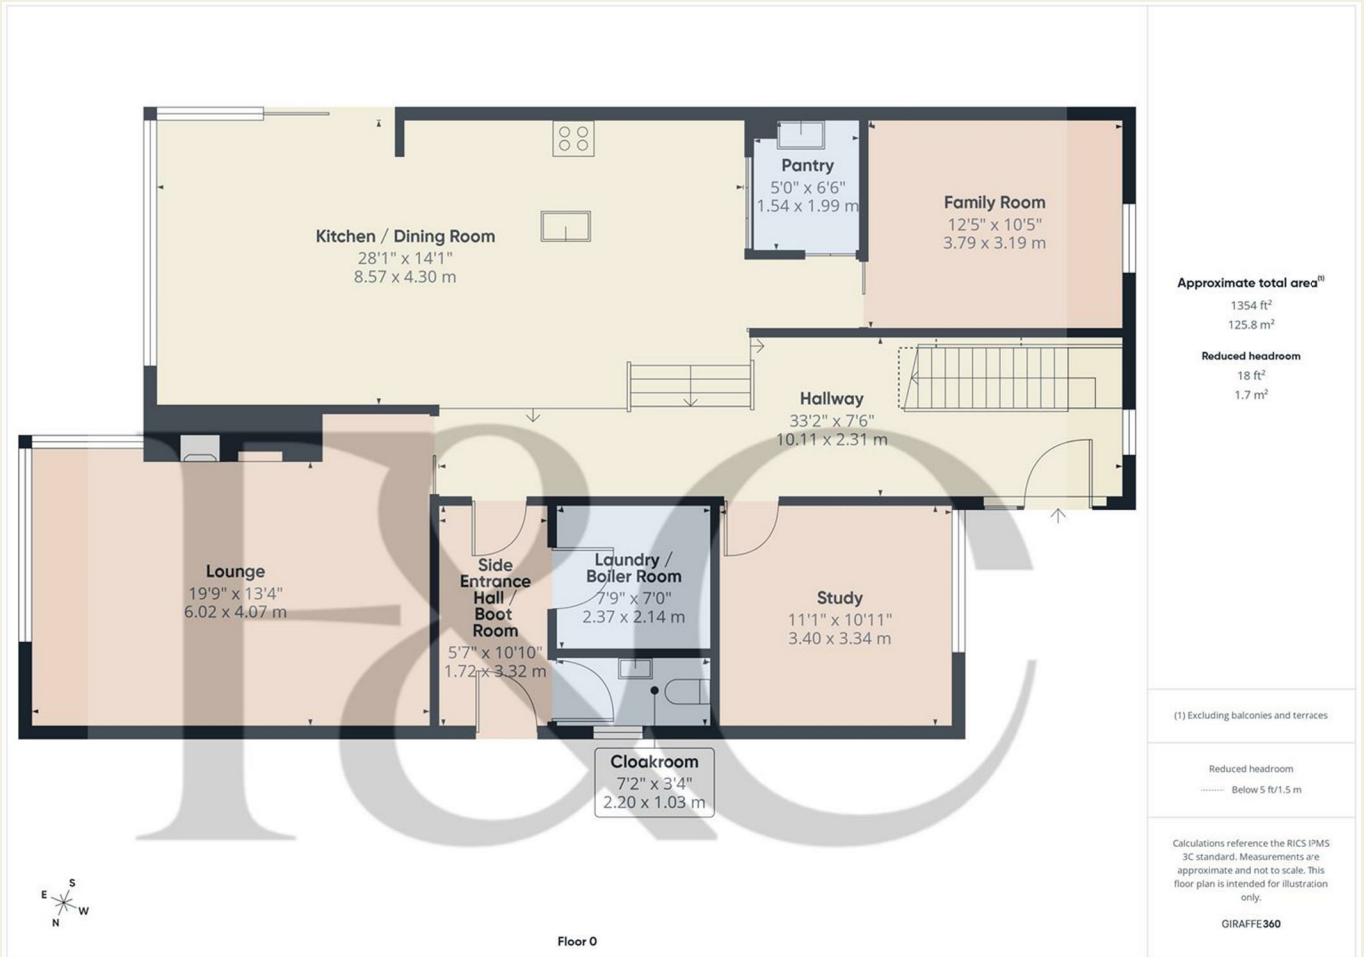 Pantry
5'0" x 6'6"
1.54 x 1.99 m
Family Room
12'5" x 10'5"
3.79 x 3.19 m
Kitchen / Dining Room
28'1" x 14'1"
8.57 x 4.30 m
Hallway
33'2" x 7'6"
10.11 x 2.31 m
Lounge
19'9" x 13'4"
6.02 x 4.07 m
Side
Entrance
Hall /
Boot
Room
5'7" x 10'10"
1.72 x 3.32 m
Laundry /
Boiler Room
7'9" x 7'0"
2.37 x 2.14 m
Study
11'1" x 10'11"
3.40 x 3.34 m
Cloakroom
7'2" x 3'4"
2.20 x 1.03 m
F&C
S
E
W
N
Floor 0
Approximate total area(1)
1354 ft²
125.8 m²
Reduced headroom
18 ft²
1.7 m²
(1) Excluding balconies and terraces
Reduced headroom
Below 5 ft/1.5 m
Calculations reference the RICS IPMS
3C standard. Measurements are
approximate and not to scale. This
floor plan is intended for illustration
only.
GIRAFFE360